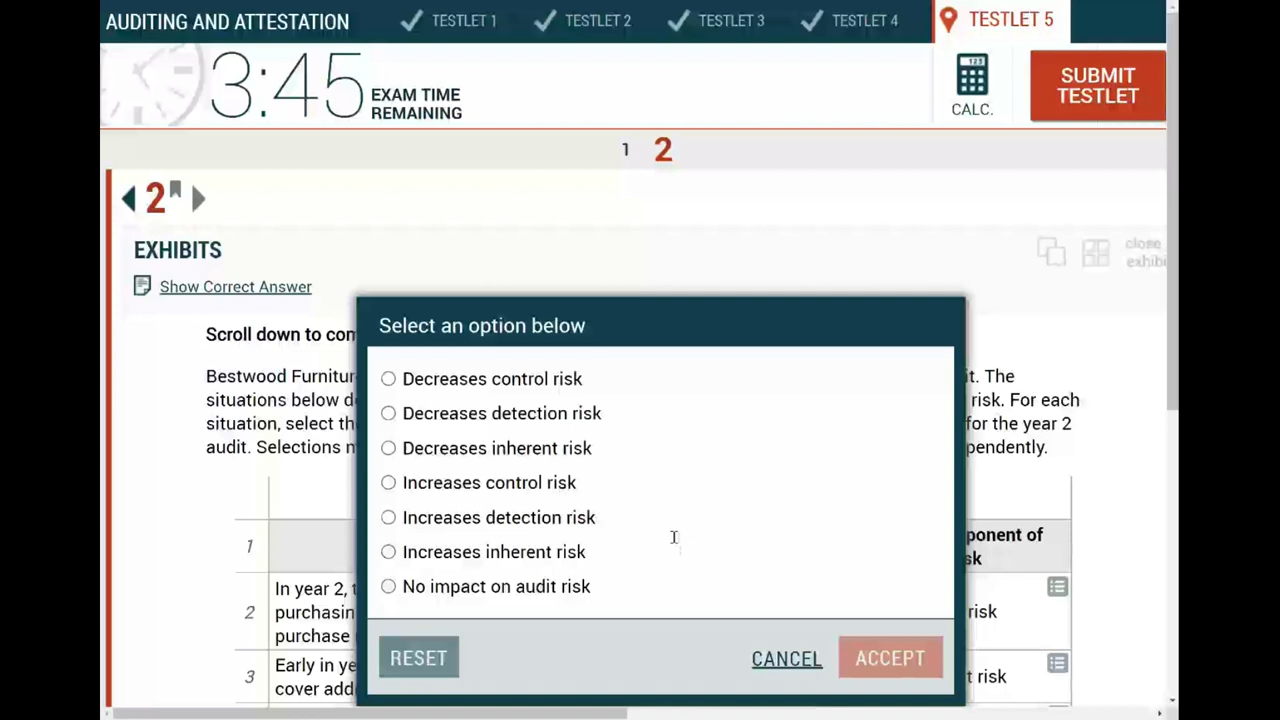 AUDITING AND ATTESTATION
TESTLET 1
TESTLET 2
TESTLET 3
TESTLET 4
TESTLET 5
3:45
EXAM TIME
REMAINING
123
CALC.
SUBMIT
TESTLET
1 2
2
EXHIBITS
close
exhibi
Show Correct Answer
Scroll down to com
Bestwood Furnitur
it. The
situations below d
risk. For each
situation, select th
for the year 2
audit. Selections m
pendently.
Select an option below
Decreases control risk
Decreases detection risk
Decreases inherent risk
Increases control risk
Increases detection risk
Increases inherent risk
No impact on audit risk
RESET
CANCEL
ACCEPT
1
ponent of
sk
2
In year 2, t
purchasin
purchase
risk
3
Early in ye
cover add
t risk